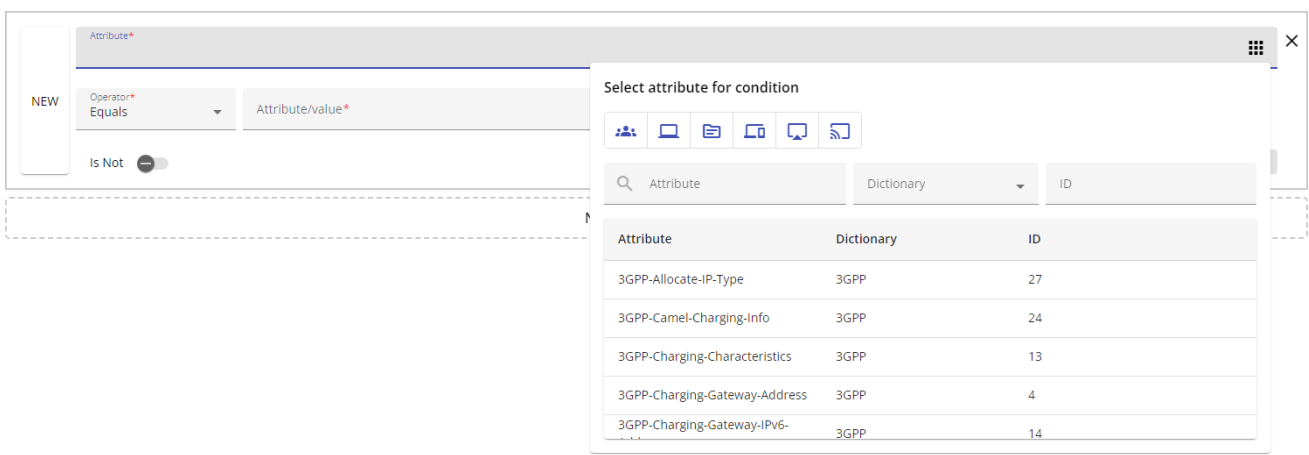 Attribute*
NEW
Operator*
Equals
Attribute/value*
Is Not
Select attribute for condition
Attribute
Dictionary
ID
Attribute Dictionary ID
3GPP-Allocate-IP-Type 3GPP 27
3GPP-Camel-Charging-Info 3GPP 24
3GPP-Charging-Characteristics 3GPP 13
3GPP-Charging-Gateway-Address 3GPP 4
3GPP-Charging-Gateway-IPv6- 3GPP 14